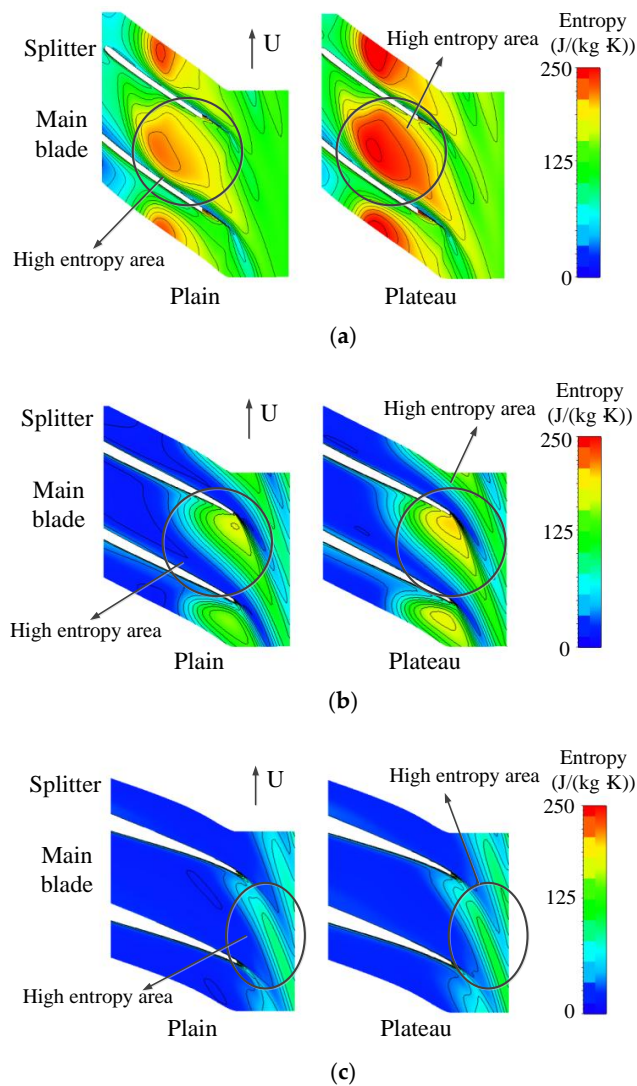 Splitter
U
High entropy area
Entropy
(J/(kg·K))
250
Main
blade
125
High entropy area
0
Plain
Plateau
(a)
Splitter
U
High entropy area
Entropy
(J/(kg·K))
250
Main
blade
125
High entropy area
0
Plain
Plateau
(b)
Splitter
U
High entropy area
Entropy
(J/(kg·K))
250
Main
blade
125
High entropy area
0
Plain
Plateau
(c)